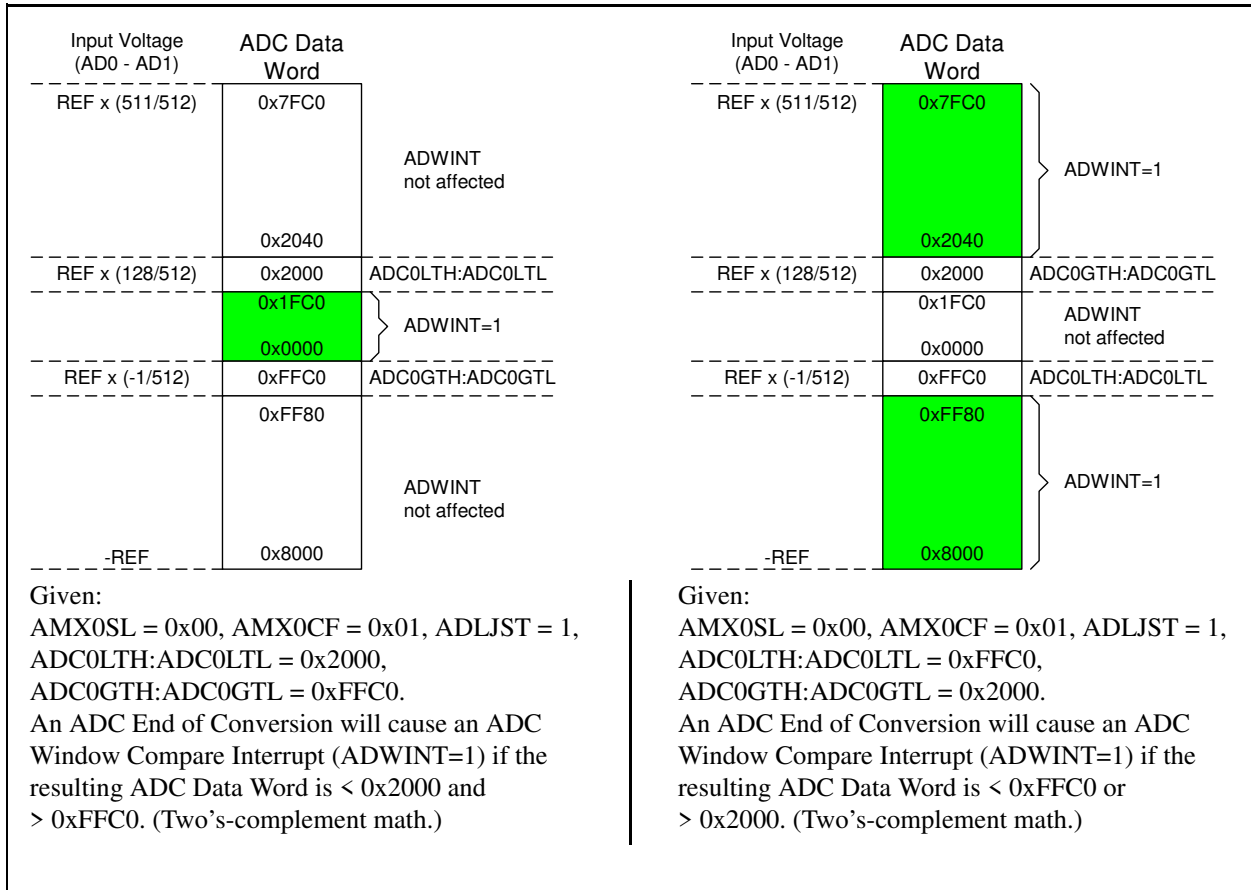 Input Voltage
(AD0 - AD1)
ADC Data
Word
REF x (511/512)
0x7FC0
ADWINT
not affected
0x2040
REF x (128/512)
0x2000
ADC0LTH:ADC0LTL
0x1FC0
ADWINT=1
0x0000
REF x (-1/512)
0xFFC0
ADC0GTH:ADC0GTL
0xFF80
ADWINT
not affected
-REF
0x8000
Given:
AMX0SL = 0x00, AMX0CF = 0x01, ADLJST = 1,
ADC0LTH:ADC0LTL = 0x2000,
ADC0GTH:ADC0GTL = 0xFFC0.
An ADC End of Conversion will cause an ADC
Window Compare Interrupt (ADWINT=1) if the
resulting ADC Data Word is < 0x2000 and
> 0xFFC0. (Two's-complement math.)
Input Voltage
(AD0 - AD1)
ADC Data
Word
REF x (511/512)
0x7FC0
ADWINT=1
0x2040
REF x (128/512)
0x2000
ADC0GTH:ADC0GTL
0x1FC0
ADWINT
not affected
0x0000
REF x (-1/512)
0xFFC0
ADC0LTH:ADC0LTL
0xFF80
ADWINT=1
-REF
0x8000
Given:
AMX0SL = 0x00, AMX0CF = 0x01, ADLJST = 1,
ADC0LTH:ADC0LTL = 0xFFC0,
ADC0GTH:ADC0GTL = 0x2000.
An ADC End of Conversion will cause an ADC
Window Compare Interrupt (ADWINT=1) if the
resulting ADC Data Word is < 0xFFC0 or
> 0x2000. (Two's-complement math.)